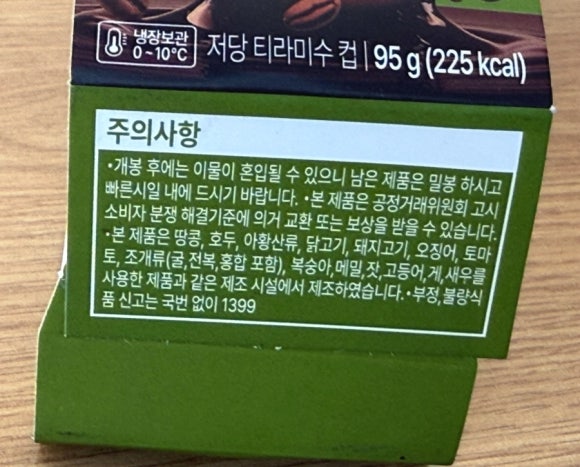 냉장보관
0~10℃
저당 티라미수 컵 | 95 g (225 kcal)
주의사항
•개봉 후에는 이물이 혼입될 수 있으니 남은 제품은 밀봉 하시고
빠른시일 내에 드시기 바랍니다. •본 제품은 공정거래위원회 고시
소비자 분쟁 해결기준에 의거 교환 또는 보상을 받을 수 있습니다.
•본 제품은 땅콩, 호두, 아황산류, 닭고기, 돼지고기, 오징어, 토마
토, 조개류(굴,전복,홍합 포함), 복숭아,메밀,잣,고등어,게,새우를
사용한 제품과 같은 제조 시설에서 제조하였습니다. •부정,불량식
품 신고는 국번 없이 1399